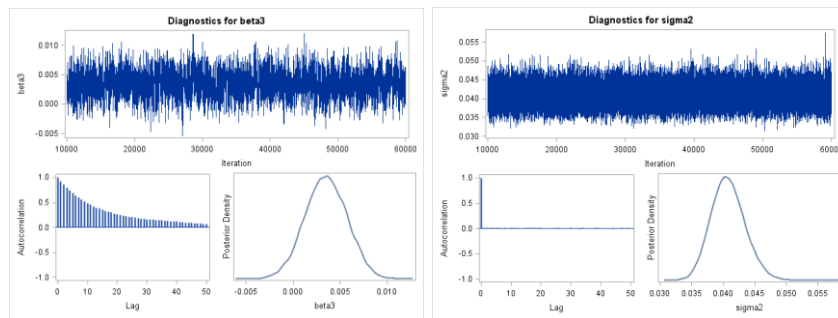 Diagnostics for beta3
beta3
0.010
0.005
0.000
-0.005
10000 20000 30000 40000 50000 60000
Iteration
Autocorrelation
1.0
0.5
0.0
-0.5
-1.0
0 10 20 30 40 50
Lag
Posterior Density
-0.005 0.000 0.005 0.010
beta3
Diagnostics for sigma2
sigma2
0.055
0.050
0.045
0.040
0.035
0.030
10000 20000 30000 40000 50000 60000
Iteration
Autocorrelation
1.0
0.5
0.0
-0.5
-1.0
0 10 20 30 40 50
Lag
Posterior Density
0.030 0.035 0.040 0.045 0.050 0.055
sigma2